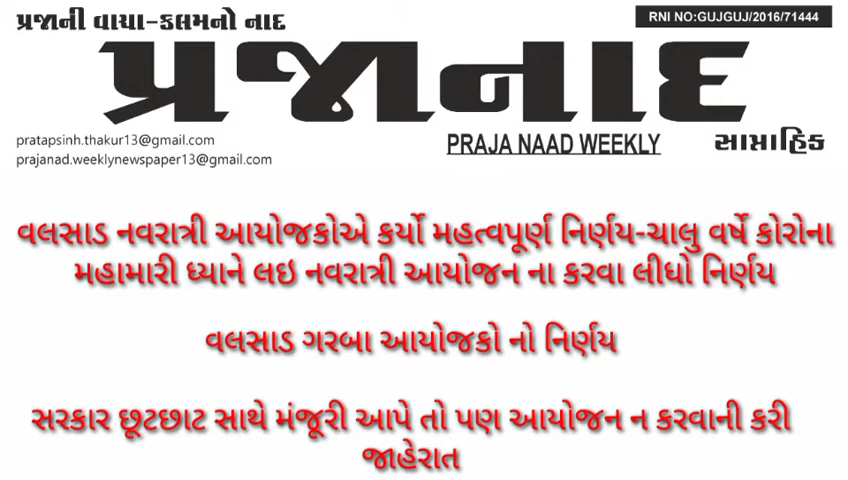 પ્રજાની વાચા-કલમનો નાદ
RNI NO:GUJGUJ/2016/71444
પ્રજાનાદ
pratapsinh.thakur13@gmail.com
prajanad.weeklynewspaper13@gmail.com
PRAJA NAAD WEEKLY
સાપ્તાહિક
વલસાડ નવરાત્રી આયોજકોએ કર્યો મહત્વપૂર્ણ નિર્ણય-ચાલુ વર્ષે કોરોના
મહામારી ધ્યાને લઇ નવરાત્રી આયોજન ના કરવા લીધો નિર્ણય
વલસાડ ગરબા આયોજકો નો નિર્ણય
સરકાર છૂટછાટ સાથે મંજૂરી આપે તો પણ આયોજન ન કરવાની કરી
જાહેરાત